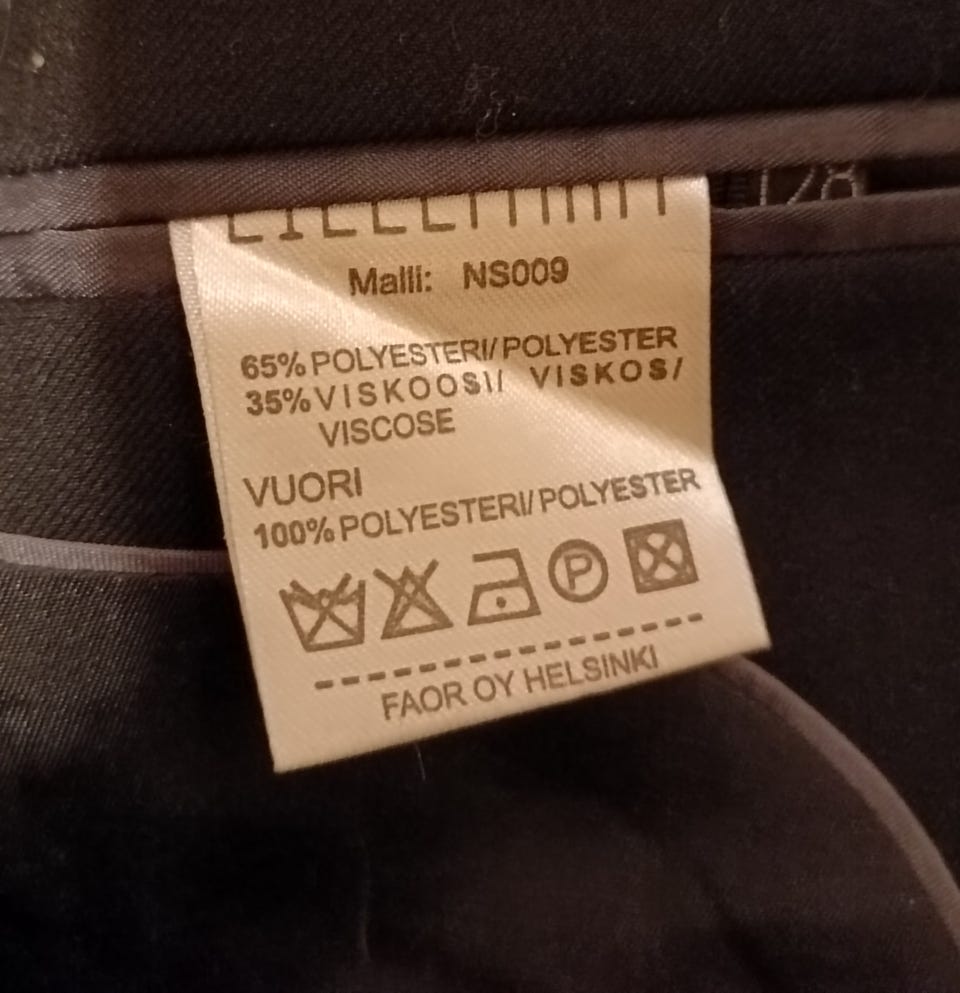 Malli: NS009
65% POLYESTERI/POLYESTER
35% VISKOOSI/ VISKOS/
VISCOSE
VUORI
100% POLYESTERI/POLYESTER
P
FAOR OY HELSINKI